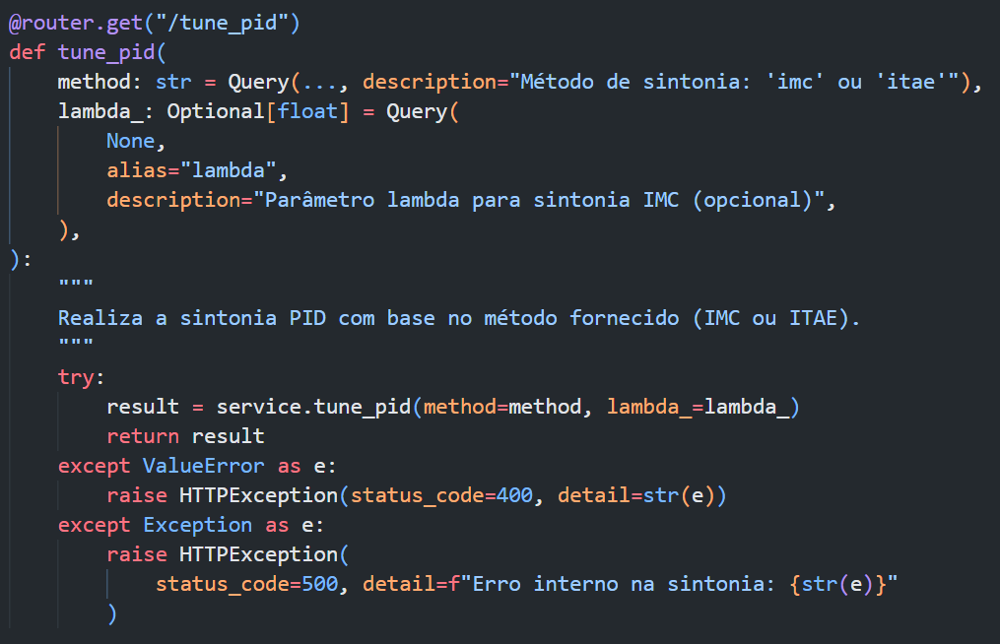 @router.get("/tune_pid")
def tune_pid(
    method: str = Query(..., description="Método de sintonia: 'imc' ou 'itae'"),
    lambda_: Optional[float] = Query(
        None,
        alias="lambda",
        description="Parâmetro lambda para sintonia IMC (opcional)",
    ),
):
    """
    Realiza a sintonia PID com base no método fornecido (IMC ou ITAE).
    """
    try:
        result = service.tune_pid(method=method, lambda_=lambda_)
        return result
    except ValueError as e:
        raise HTTPException(status_code=400, detail=str(e))
    except Exception as e:
        raise HTTPException(
            status_code=500, detail=f"Erro interno na sintonia: {str(e)}"
        )